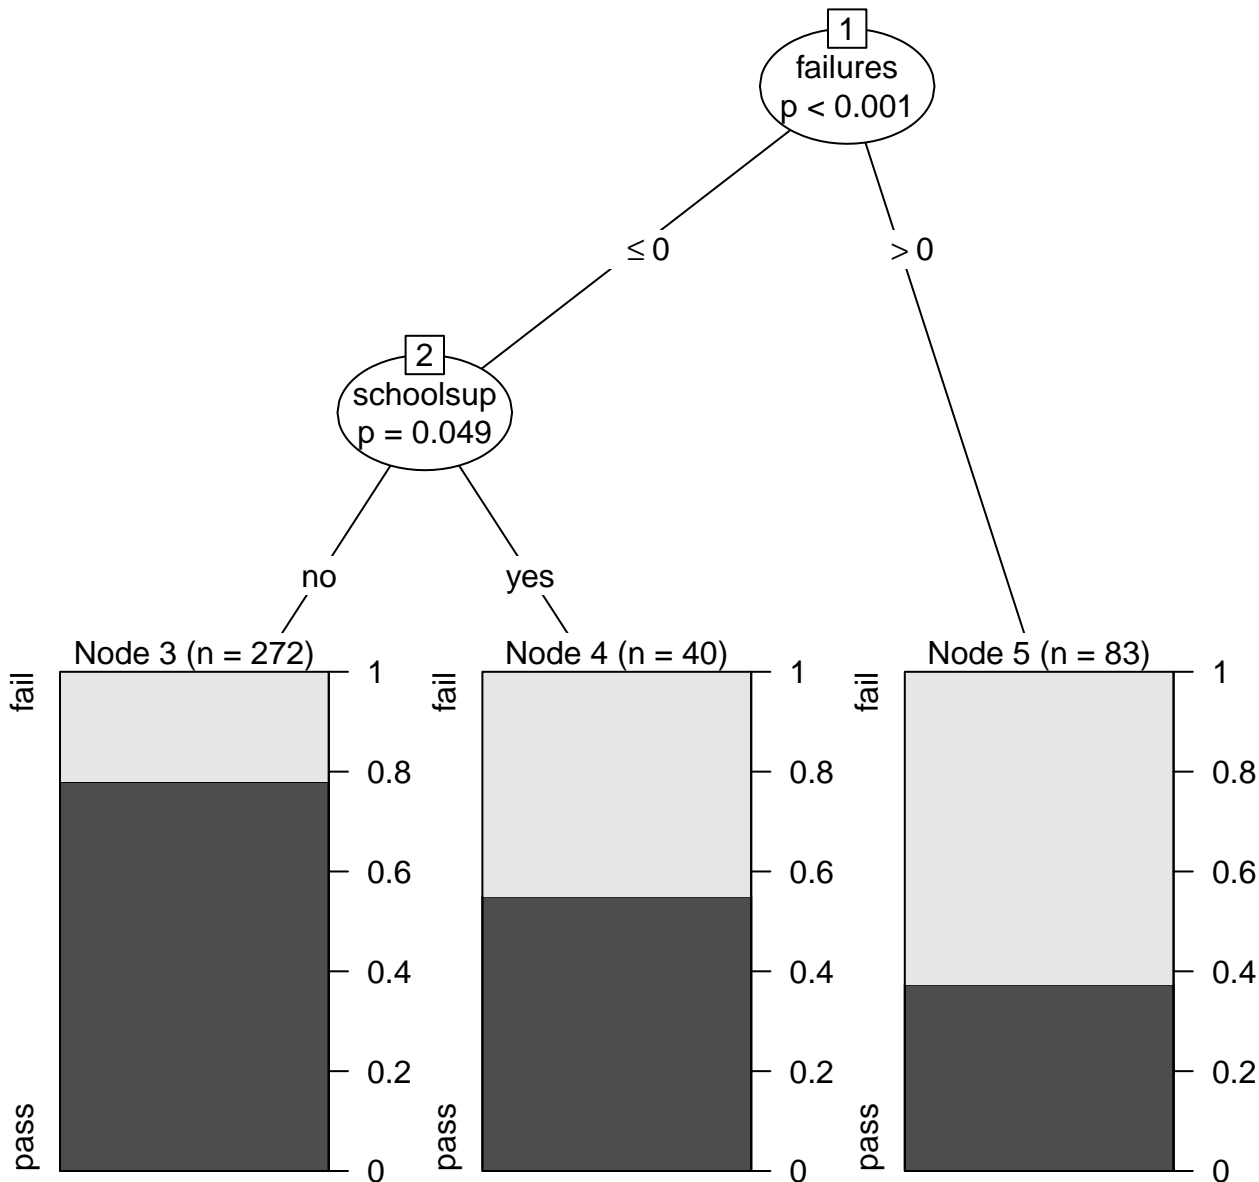 1
failures
p < 0.001
≤ 0
> 0
2
schoolsup
p = 0.049
no
yes
Node 3 (n = 272)
pass
fail
0
0.2
0.4
0.6
0.8
1
Node 4 (n = 40)
pass
fail
0
0.2
0.4
0.6
0.8
1
Node 5 (n = 83)
pass
fail
0
0.2
0.4
0.6
0.8
1